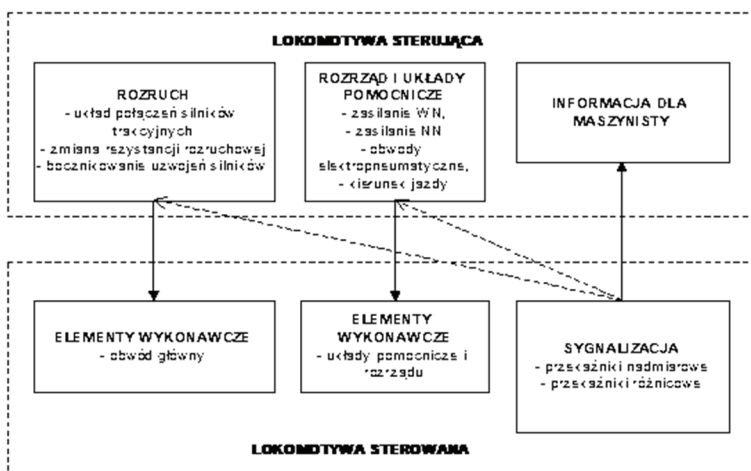 LOKOMOTYWA STERUJĄCA
ROZRUCH
- układ połączeń silników
trakcyjnych
- zmiana rezystancji rozruchowej
- bocznikowanie uzwojeń silników
ROZRZĄD I UKŁADY
POMOCNICZE
- zasilanie WN,
- zasilanie NN
- obwody
elektropneumatyczne,
- kierunek jazdy
INFORMACJA DLA
MASZYNISTY
ELEMENTY WYKONAWCZE
- obwód główny
ELEMENTY
WYKONAWCZE
- układy pomocnicze i
rozrządu
SYGNALIZACJA
- przekaźniki nadmiarowe
- przekaźniki różnicowe
LOKOMOTYWA STEROWANA